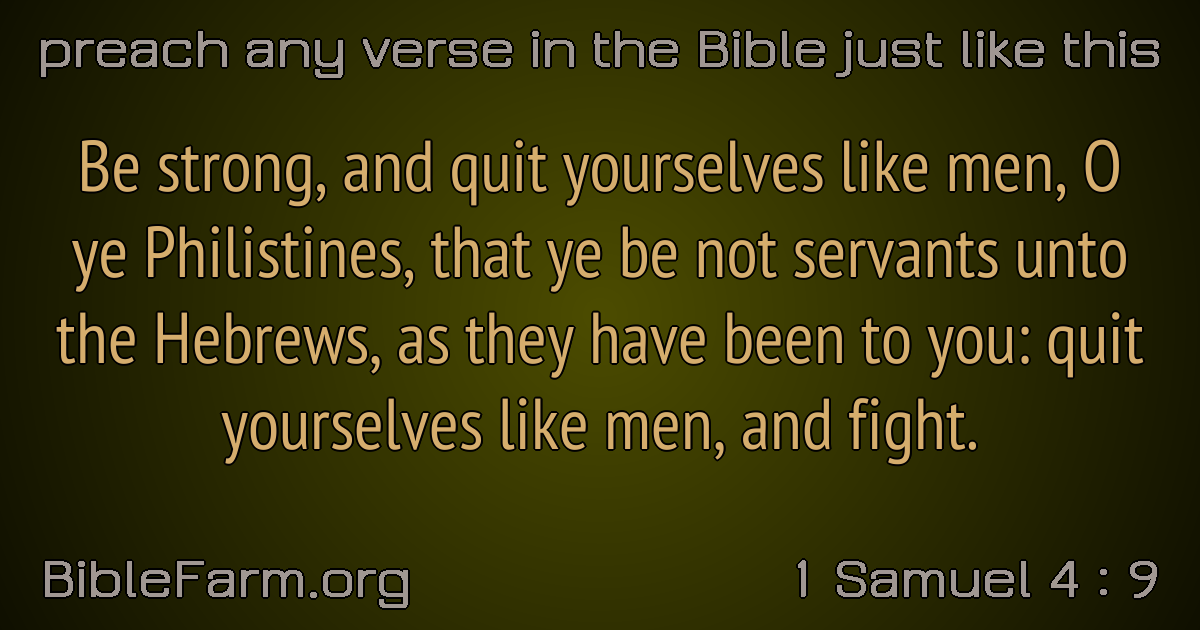 preach any verse in the Bible just like this
Be strong, and quit yourselves like men, O
ye Philistines, that ye be not servants unto
the Hebrews, as they have been to you: quit
yourselves like men, and fight.
BibleFarm.org
1 Samuel 4 : 9